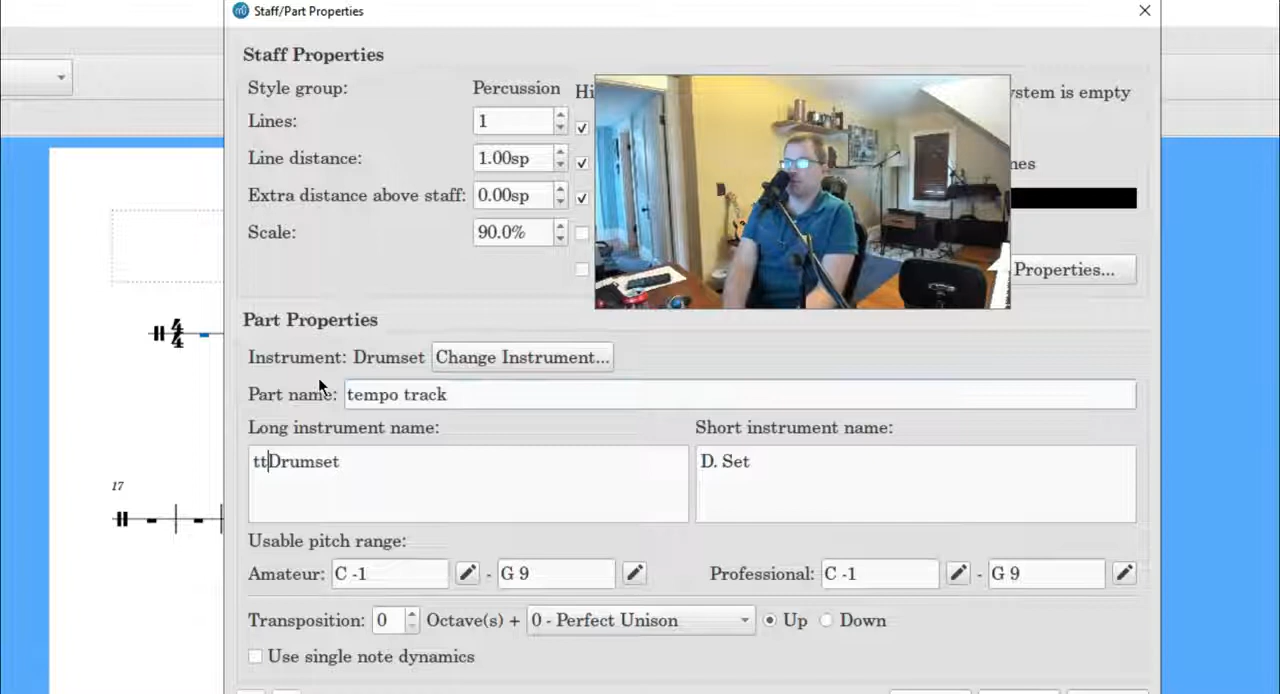 Staff/Part Properties
Staff Properties
Style group: Percussion Hi ystem is empty
Lines: 1
Line distance: 1.00sp nes
Extra distance above staff: 0.00sp
Scale: 90.0%
Properties...
Part Properties
Instrument: Drumset Change Instrument...
Part name: tempo track
Long instrument name: Short instrument name:
ttDrumset D. Set
Usable pitch range:
Amateur: C -1 - G 9 Professional: C -1 - G 9
Transposition: 0 Octave(s) + 0 - Perfect Unison Up Down
Use single note dynamics
4
4
17